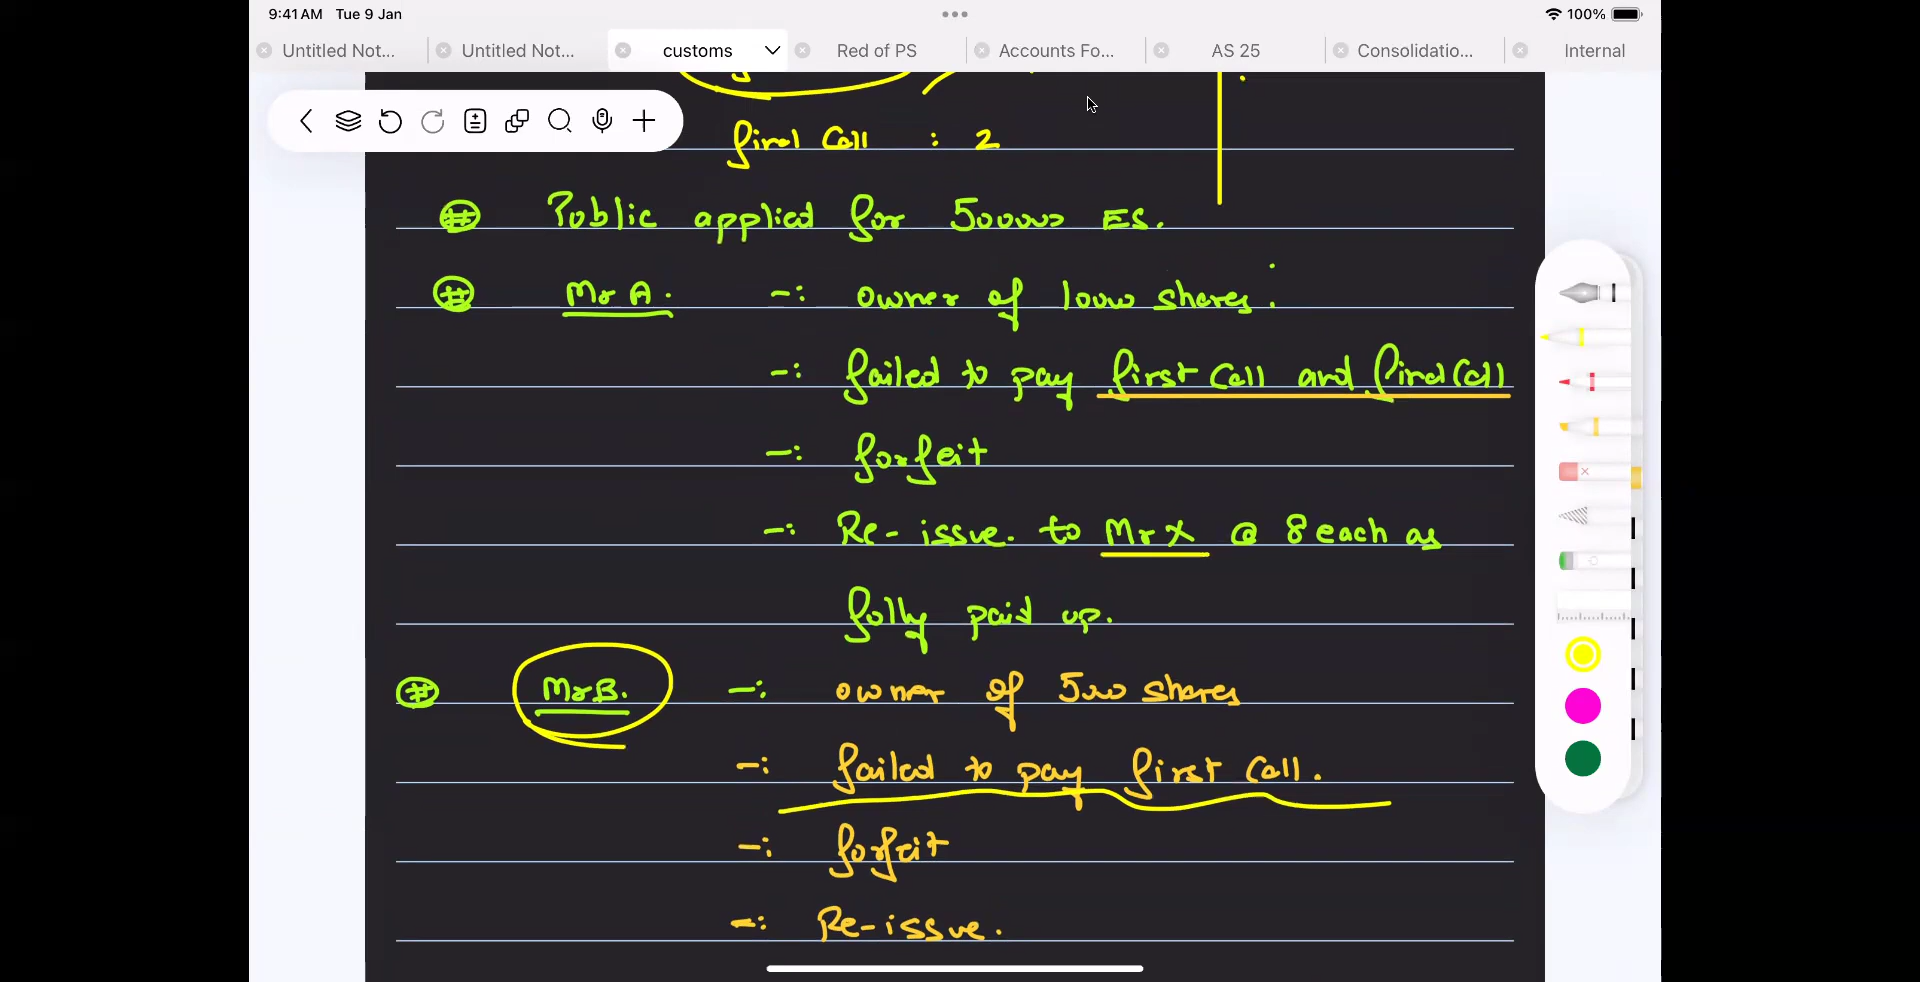 9:41 AM Tue 9 Jan 100%
Untitled Not... Untitled Not... customs Red of PS Accounts Fo... AS 25 Consolidatio... Internal
final Call : 2
Public applied for 50000 ES.
Mr A. -: owner of 1000 shares.
-: failed to pay first Call and final Call
-: forfeit
-: Re-issue to Mr X @ 8 each as
fully paid up.
Mr B. -: owner of 500 shares
-: failed to pay first Call.
-: forfeit
-: Re-issue.